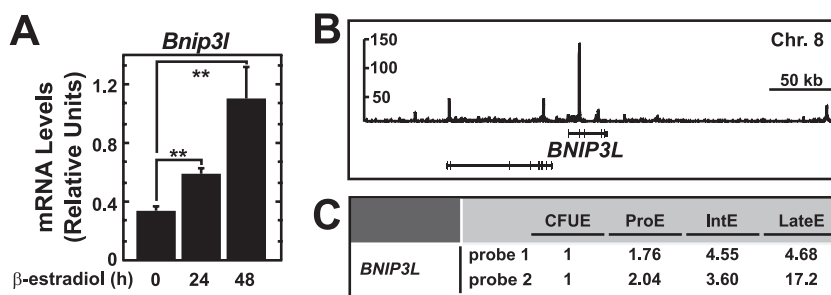 A
Bnip3l
mRNA Levels
(Relative Units)
1.2
0.8
0.4
0
**
**
β-estradiol (h) 0 24 48
B
150
100
50
Chr. 8
50 kb
BNIP3L
C
CFUE ProE IntE LateE
BNIP3L
probe 1 1 1.76 4.55 4.68
probe 2 1 2.04 3.60 17.2